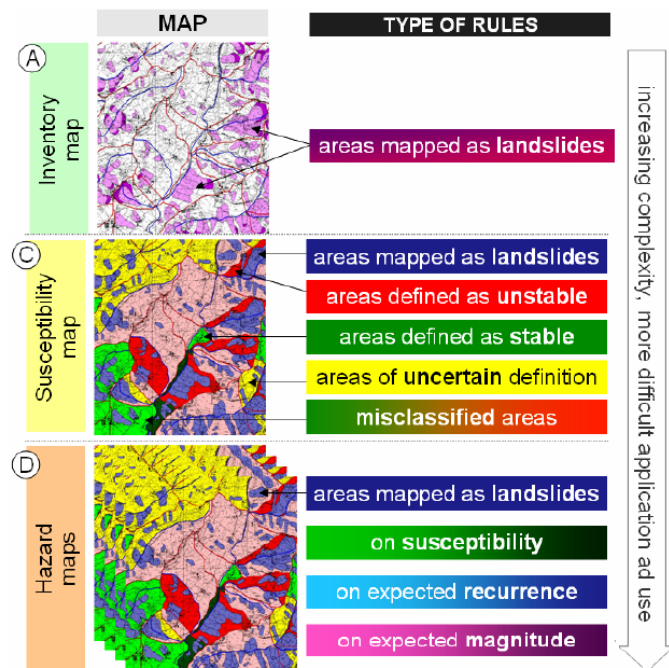 MAP
TYPE OF RULES
A
Inventory
map
areas mapped as landslides
C
Susceptibility
map
areas mapped as landslides
areas defined as unstable
areas defined as stable
areas of uncertain definition
misclassified areas
D
Hazard
maps
areas mapped as landslides
on susceptibility
on expected recurrence
on expected magnitude
increasing complexity, more difficult application ad use